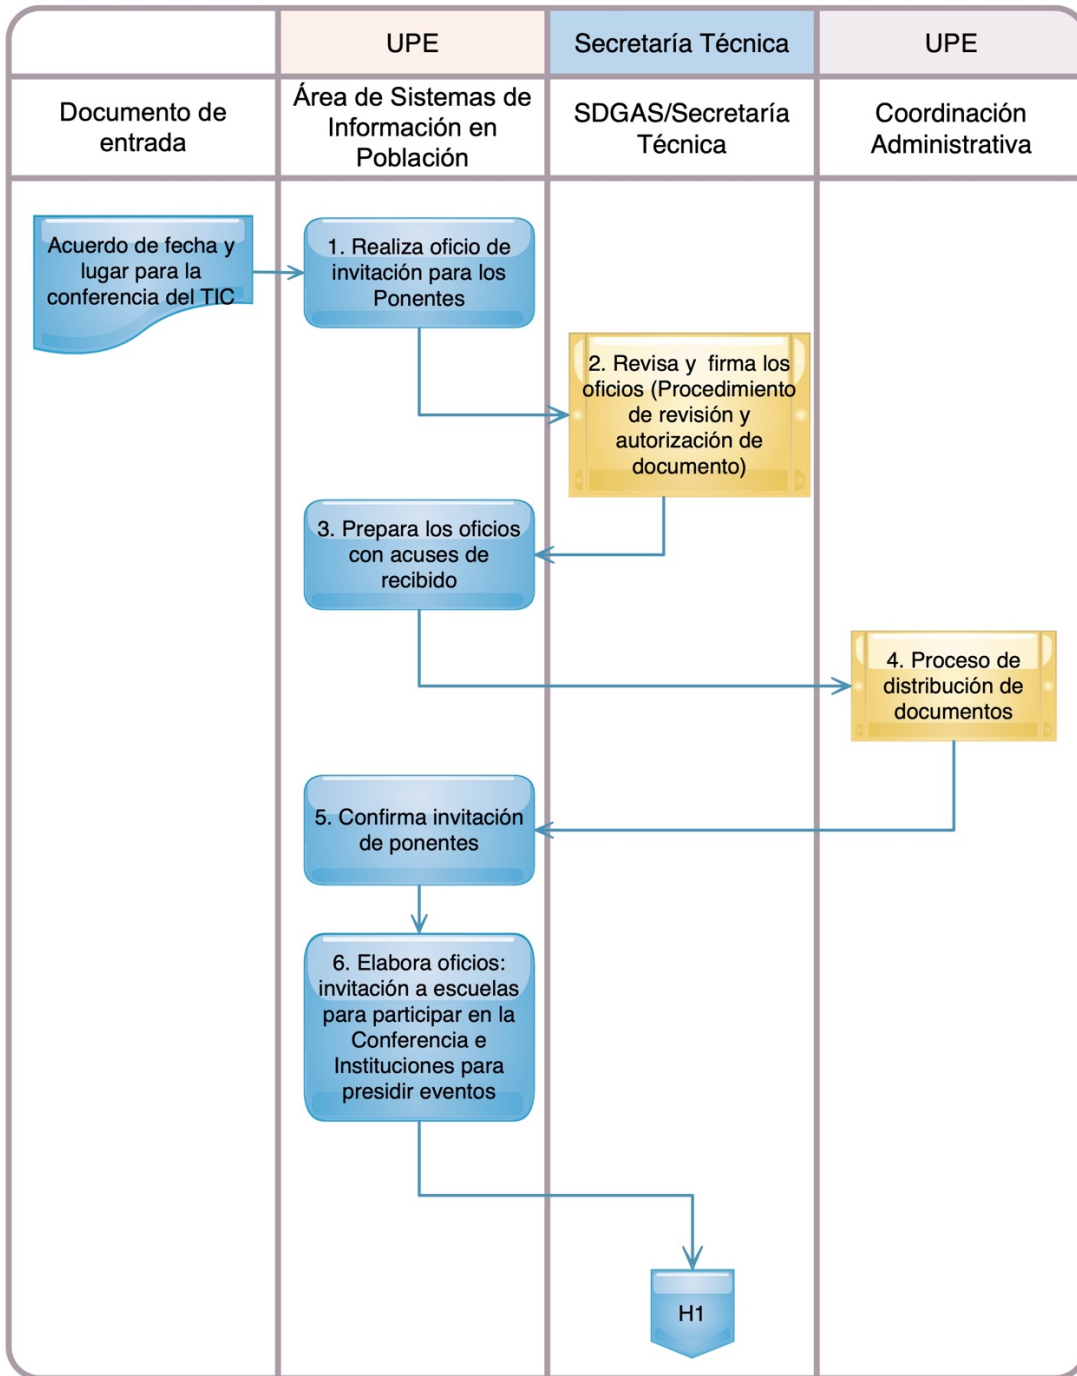 UPE
Secretaría Técnica
UPE
Documento de
entrada
Área de Sistemas de
Información en
Población
SDGAS/Secretaría
Técnica
Coordinación
Administrativa
Acuerdo de fecha y
lugar para la
conferencia del TIC
1. Realiza oficio de
invitación para los
Ponentes
2. Revisa y firma los
oficios (Procedimiento
de revisión y
autorización de
documento)
3. Prepara los oficios
con acuses de
recibido
4. Proceso de
distribución de
documentos
5. Confirma invitación
de ponentes
6. Elabora oficios:
invitación a escuelas
para participar en la
Conferencia e
Instituciones para
presidir eventos
H1